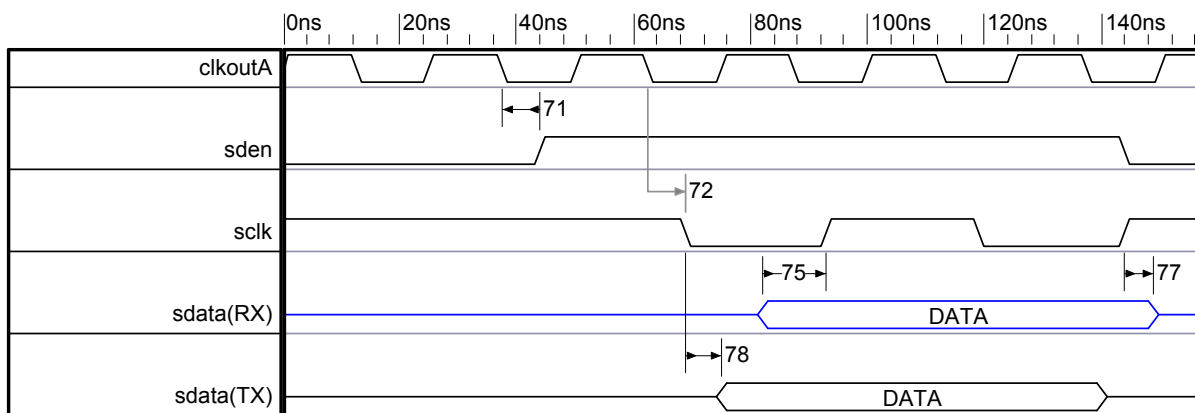 0ns 20ns 40ns 60ns 80ns 100ns 120ns 140ns
clkoutA
71
sden
72
sclk
75 77
sdata(RX) DATA
78
sdata(TX) DATA